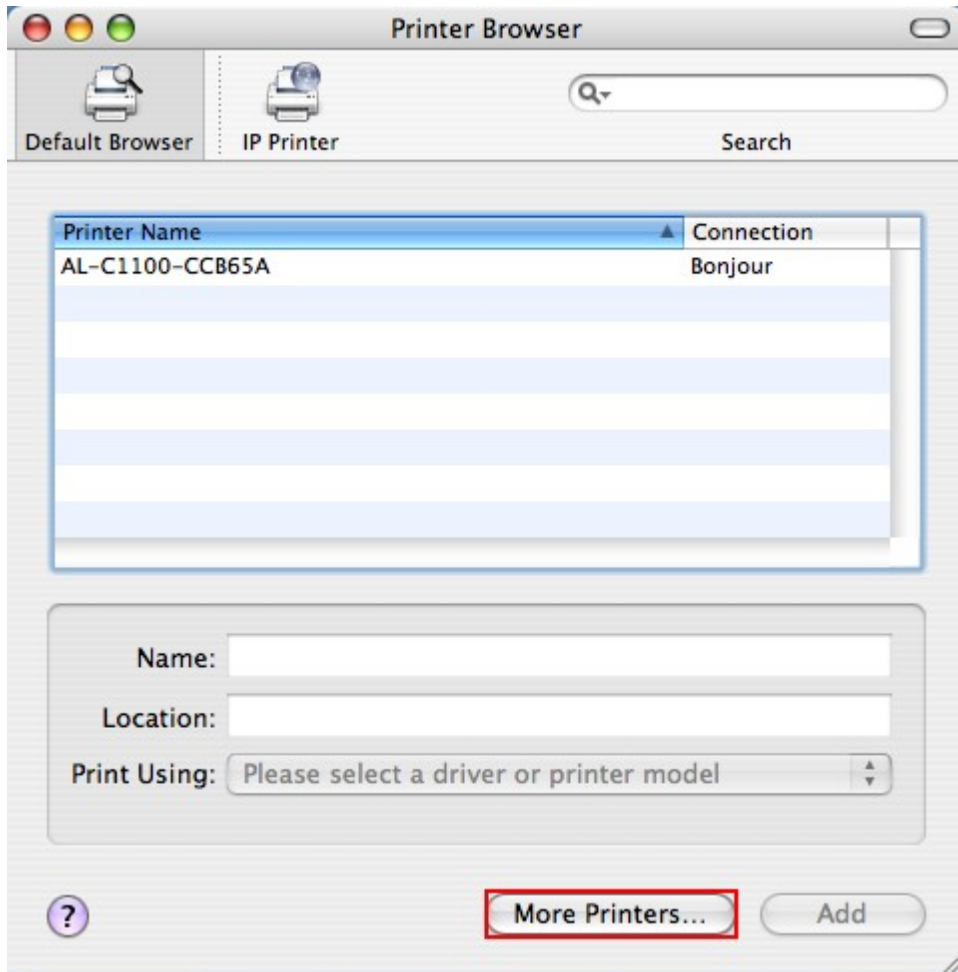 Printer Browser
Default Browser
IP Printer
Search
Printer Name Connection
AL-C1100-CCB65A Bonjour
Name:
Location:
Print Using: Please select a driver or printer model
? More Printers... Add